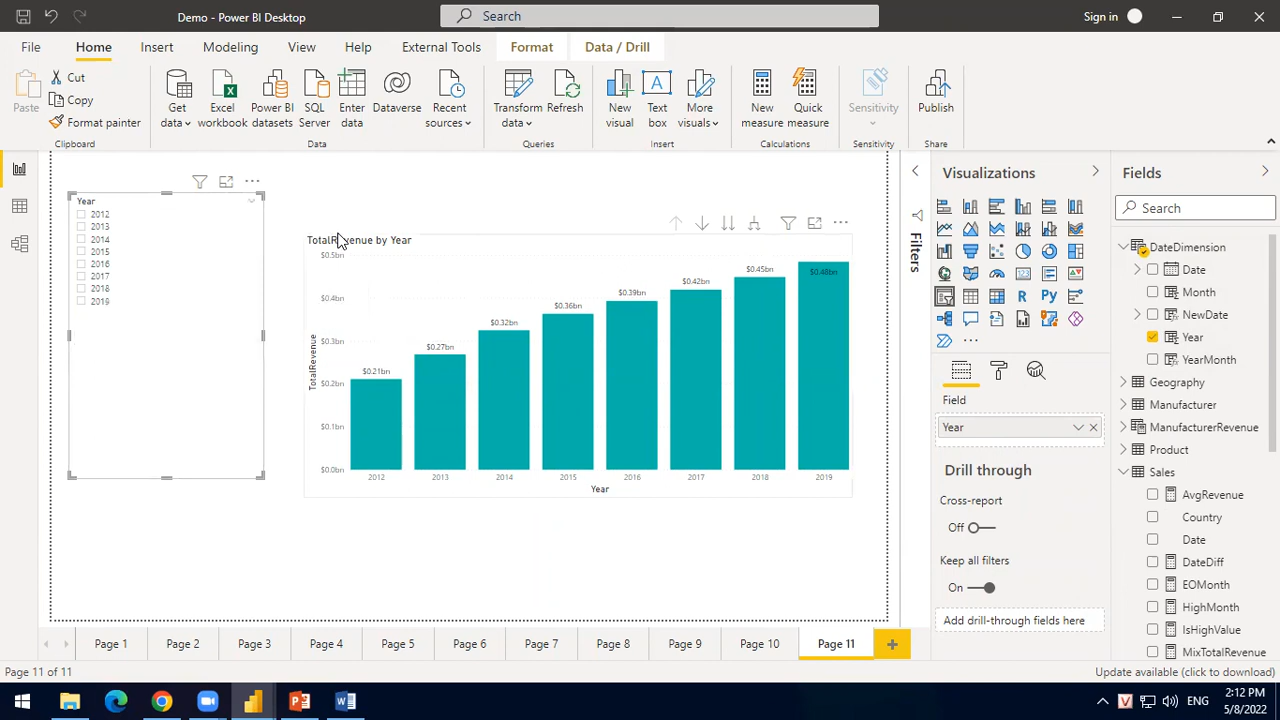 Demo - Power BI Desktop
Search
Sign in
File
Home
Insert
Modeling
View
Help
External Tools
Format
Data / Drill
Paste
Cut
Copy
Format painter
Get data
Excel workbook
Power BI datasets
SQL Server
Enter data
Dataverse
Recent sources
Transform data
Refresh
New visual
Text box
More visuals
New measure
Quick measure
Sensitivity
Publish
Clipboard
Data
Queries
Insert
Calculations
Sensitivity
Share
Year
2012
2013
2014
2015
2016
2017
2018
2019
TotalRevenue by Year
$0.5bn
$0.4bn
$0.3bn
$0.2bn
$0.1bn
$0.0bn
TotalRevenue
$0.21bn
$0.27bn
$0.32bn
$0.36bn
$0.39bn
$0.42bn
$0.45bn
$0.48bn
2012
2013
2014
2015
2016
2017
2018
2019
Year
Filters
Visualizations
R
Py
123
Field
Year
Drill through
Cross-report
Off
Keep all filters
On
Add drill-through fields here
Fields
Search
DateDimension
Date
Month
NewDate
Year
YearMonth
Geography
Manufacturer
ManufacturerRevenue
Product
Sales
AvgRevenue
Country
Date
DateDiff
EOMonth
HighMonth
IsHighValue
MixTotalRevenue
Page 1
Page 2
Page 3
Page 4
Page 5
Page 6
Page 7
Page 8
Page 9
Page 10
Page 11
Page 11 of 11
Update available (click to download)
ENG
2:12 PM
5/8/2022